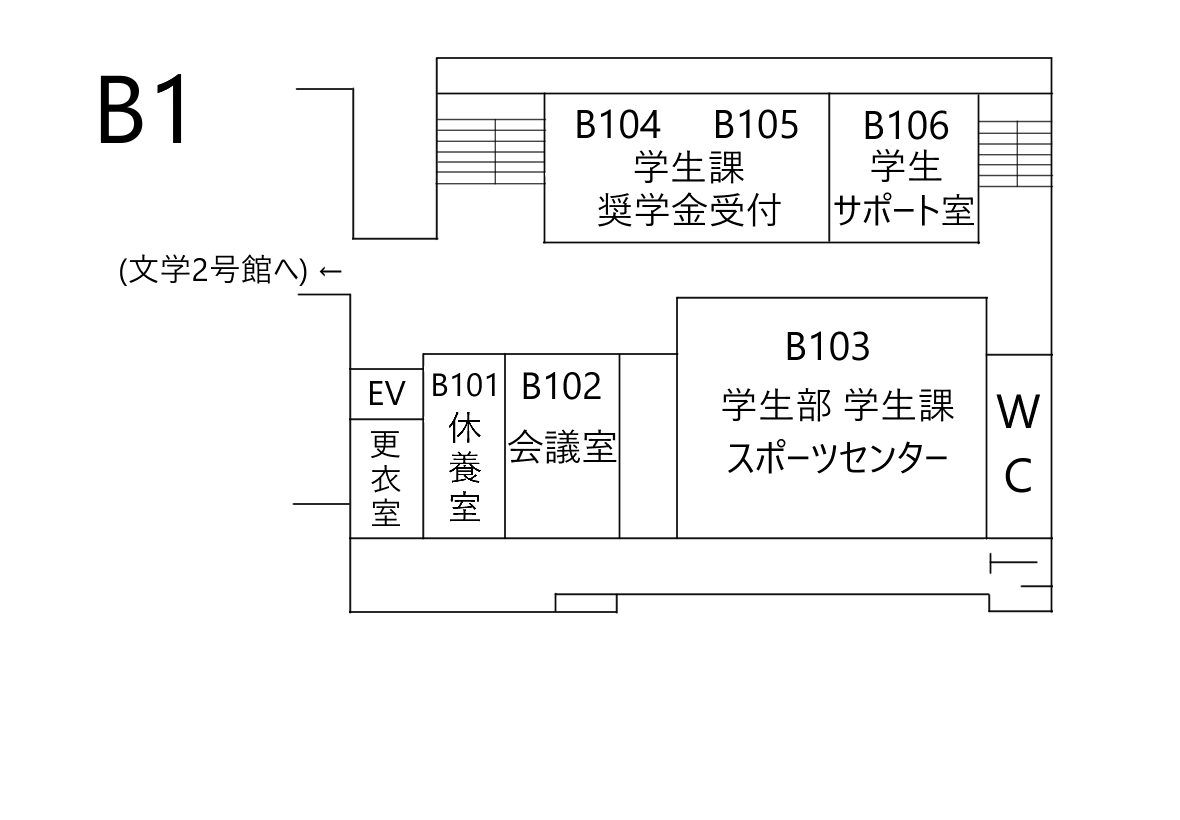 B1
B104 B105
学生課
奨学金受付
B106
学生
サポート室
(文学2号館へ) ←
EV
更衣室
B101
休養室
B102
会議室
B103
学生部 学生課
スポーツセンター
WC